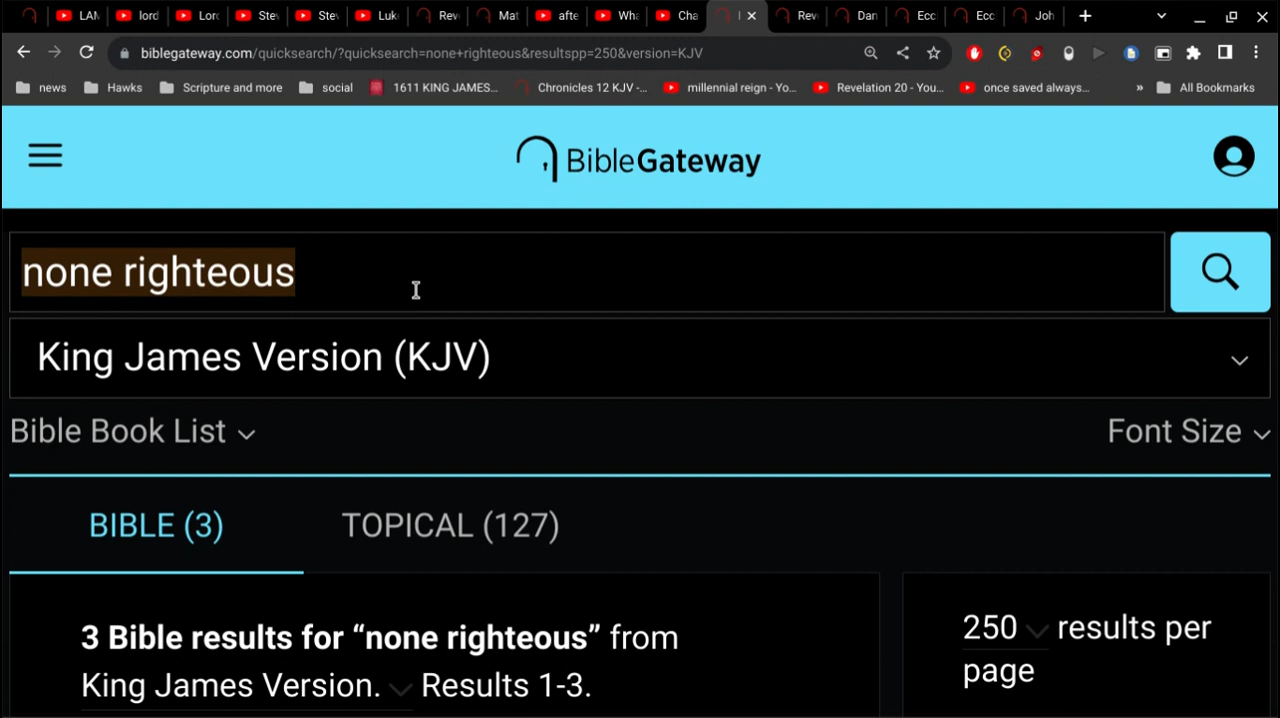 LAM
lord
Lord
Stev
Stev
Luk
Rev
Mat
afte
Wha
Cha
Rev
Dan
Ecc
Ecc
Joh
biblegateway.com/quicksearch/?quicksearch=none+righteous&resultspp=250&version=KJV
news Hawks Scripture and more social 1611 KING JAMES... Chronicles 12 KJV -... millennial reign - Yo... Revelation 20 - You... once saved always... » All Bookmarks
BibleGateway
none righteous
King James Version (KJV)
Bible Book List Font Size
BIBLE (3) TOPICAL (127)
3 Bible results for “none righteous” from
King James Version. Results 1-3.
250 results per
page